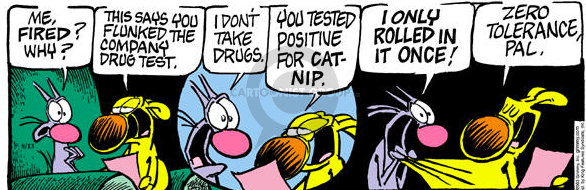 ME,
FIRED?
WHY?
THIS SAYS YOU
FLUNKED THE
COMPANY
DRUG TEST.
I DON'T
TAKE
DRUGS.
YOU TESTED
POSITIVE
FOR CAT-
NIP.
I ONLY
ROLLED IN
IT ONCE!
ZERO
TOLERANCE,
PAL.